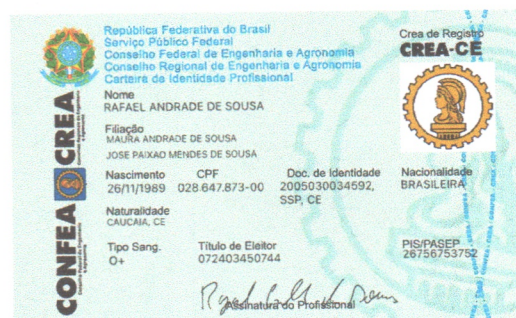 República Federativa do Brasil
Serviço Público Federal
Conselho Federal de Engenharia e Agronomia
Conselho Regional de Engenharia e Agronomia
Carteira de Identidade Profissional
Crea de Registro
CREA-CE
CONFEA CREA
Nome
RAFAEL ANDRADE DE SOUSA
Filiação
MAURA ANDRADE DE SOUSA
JOSE PAIXAO MENDES DE SOUSA
Nascimento CPF Doc. de Identidade Nacionalidade
26/11/1989 028.647.873-00 2005030034592, BRASILEIRA
SSP, CE
Naturalidade
CAUCAIA, CE
Tipo Sang. Título de Eleitor PIS/PASEP
O+ 072403450744 26756753752
Assinatura do Profissional